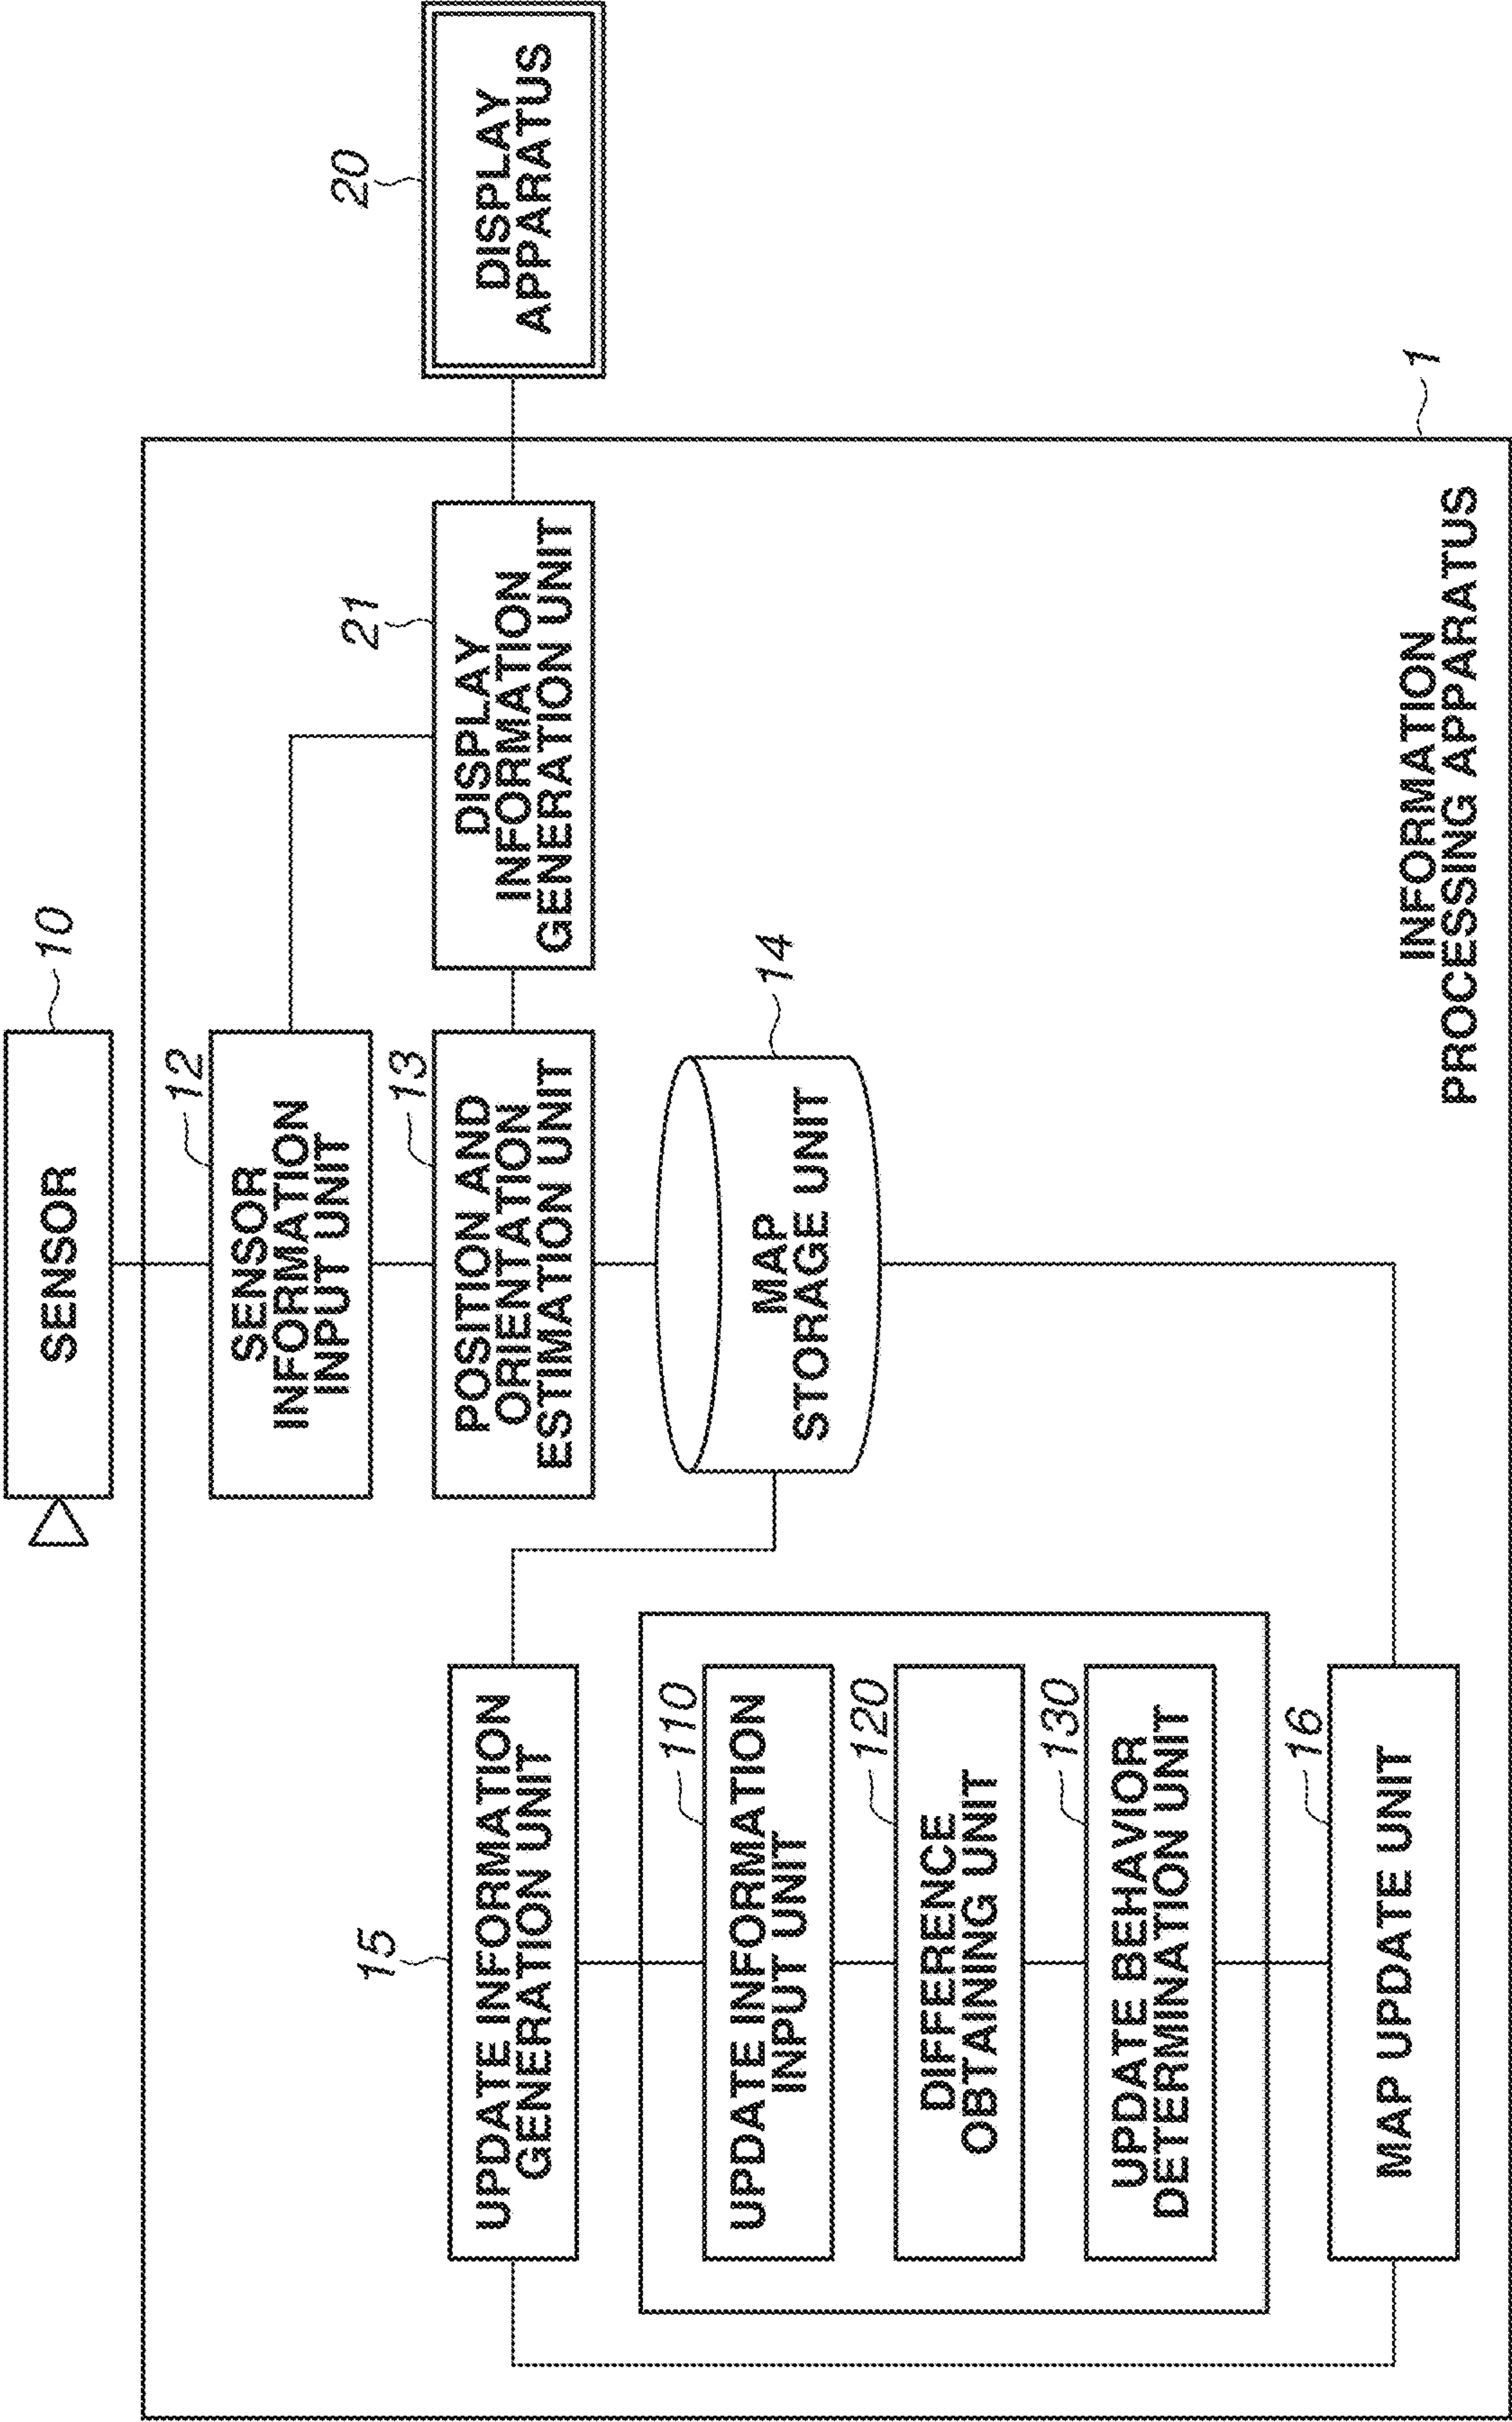 10
SENSOR
12
SENSOR
INFORMATION
INPUT UNIT
20
DISPLAY
APPARATUS
21
DISPLAY
INFORMATION
GENERATION UNIT
13
POSITION AND
ORIENTATION
ESTIMATION UNIT
15
UPDATE INFORMATION
GENERATION UNIT
14
MAP
STORAGE UNIT
110
UPDATE INFORMATION
INPUT UNIT
120
DIFFERENCE
OBTAINING UNIT
130
UPDATE BEHAVIOR
DETERMINATION UNIT
16
MAP UPDATE UNIT
1
INFORMATION
PROCESSING APPARATUS